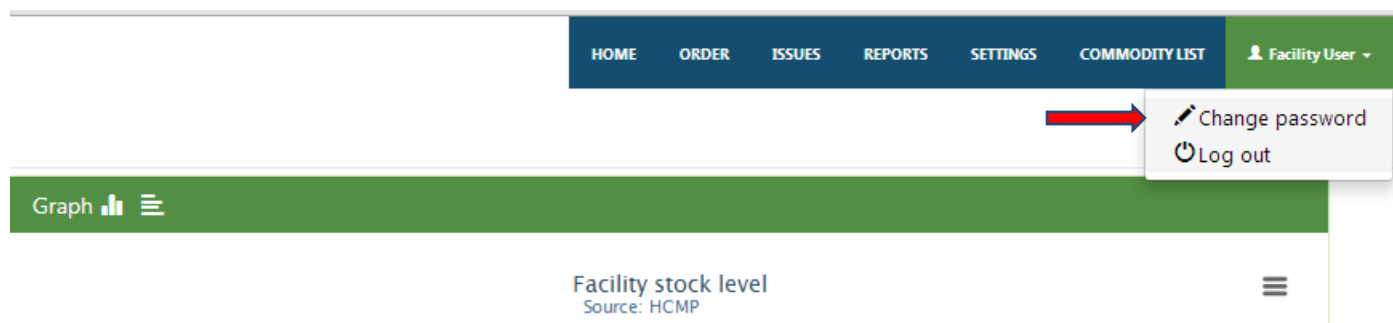 HOME ORDER ISSUES REPORTS SETTINGS COMMODITY LIST Facility User
Change password
Log out
Graph
Facility stock level
Source: HCMP